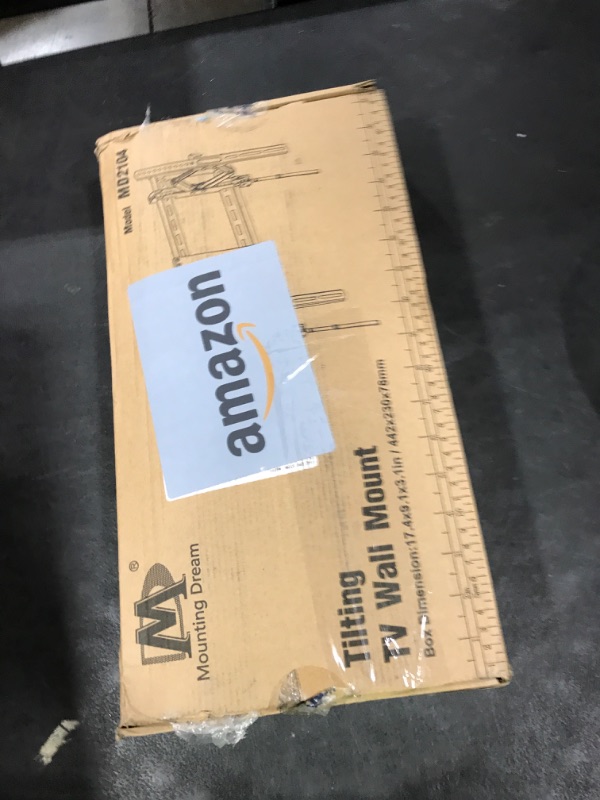 Model MD2104
amazon
®
Mounting Dream
Tilting
TV Wall Mount
Box Dimension:17.4x9.1x3.1in / 442x230x78mm